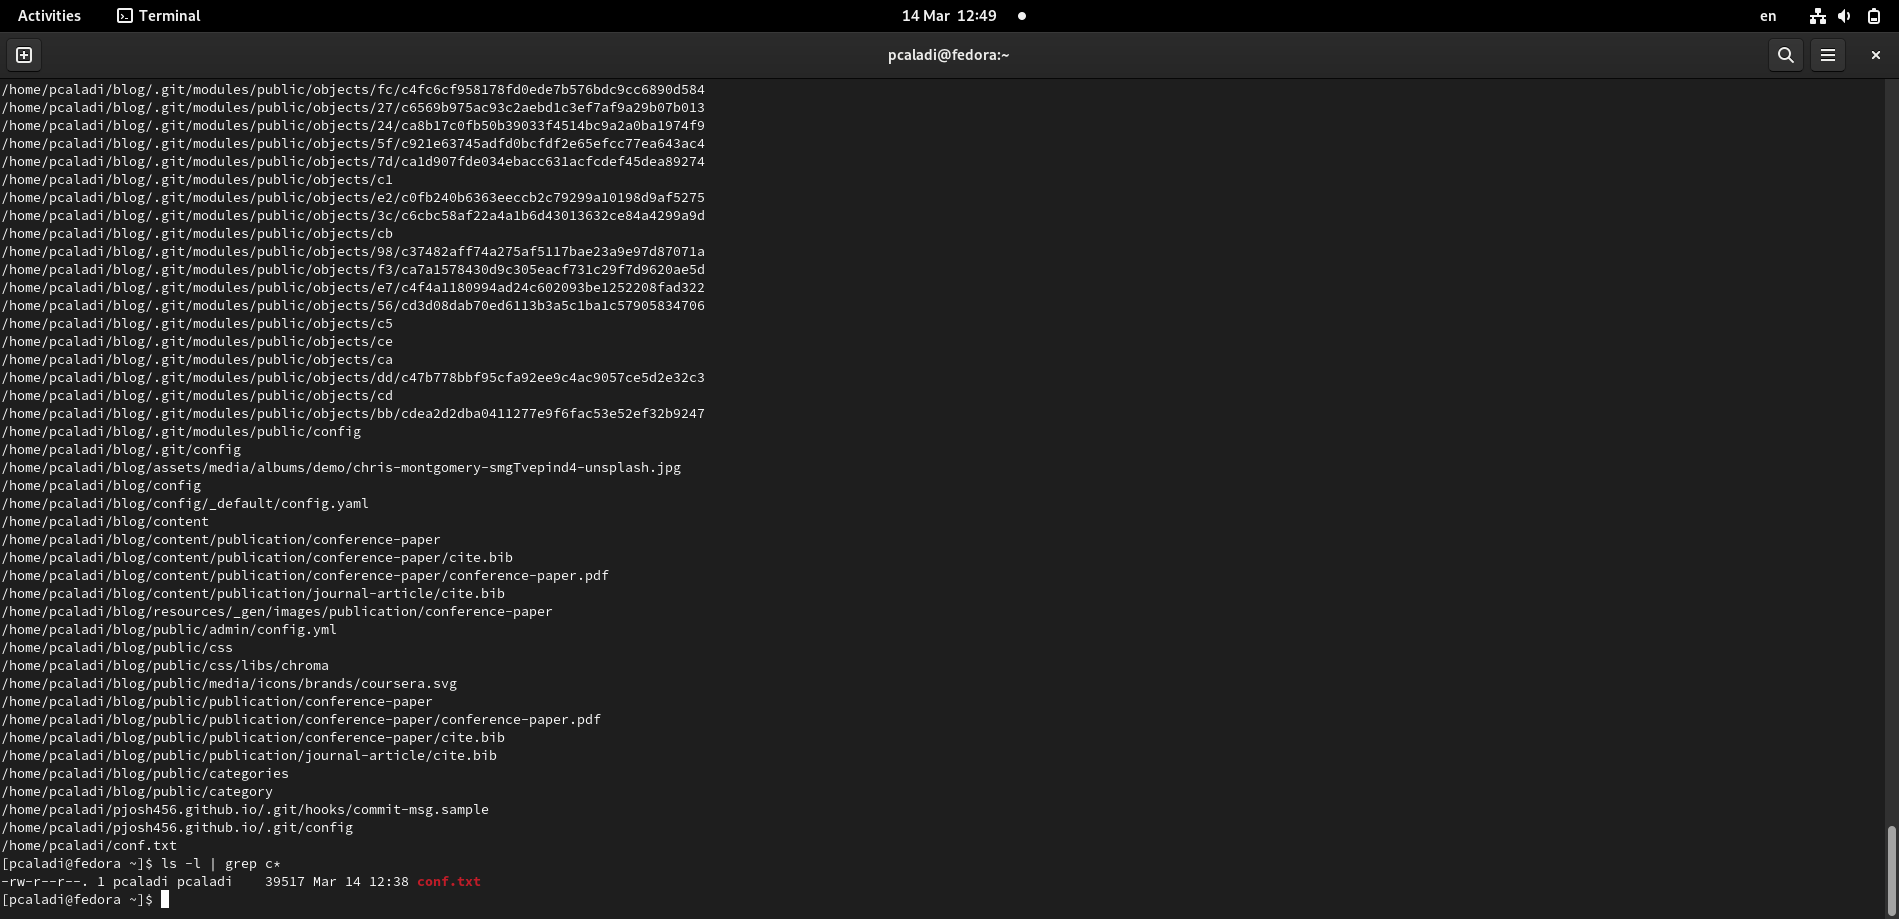 Activities Terminal 14 Mar 12:49 en
pcaladi@fedora:~
/home/pcaladi/blog/.git/modules/public/objects/fc/c4fc6cf958178fd0ede7b576bdc9cc6890d584
/home/pcaladi/blog/.git/modules/public/objects/27/c6569b975ac93c2aebd1c3ef7af9a29b07b013
/home/pcaladi/blog/.git/modules/public/objects/24/ca8b17c0fb50b39033f4514bc9a2a0ba1974f9
/home/pcaladi/blog/.git/modules/public/objects/5f/c921e63745adfd0bcfdf2e65efcc77ea643ac4
/home/pcaladi/blog/.git/modules/public/objects/7d/ca1d907fde034ebacc631acfcdef45dea89274
/home/pcaladi/blog/.git/modules/public/objects/c1
/home/pcaladi/blog/.git/modules/public/objects/e2/c0fb240b6363eeccb2c79299a10198d9af5275
/home/pcaladi/blog/.git/modules/public/objects/3c/c6cbc58af22a4a1b6d43013632ce84a4299a9d
/home/pcaladi/blog/.git/modules/public/objects/cb
/home/pcaladi/blog/.git/modules/public/objects/98/c37482aff74a275af5117bae23a9e97d87071a
/home/pcaladi/blog/.git/modules/public/objects/f3/ca7a1578430d9c305eacf731c29f7d9620ae5d
/home/pcaladi/blog/.git/modules/public/objects/e7/c4f4a1180994ad24c602093be1252208fad322
/home/pcaladi/blog/.git/modules/public/objects/56/cd3d08dab70ed6113b3a5c1ba1c57905834706
/home/pcaladi/blog/.git/modules/public/objects/c5
/home/pcaladi/blog/.git/modules/public/objects/ce
/home/pcaladi/blog/.git/modules/public/objects/ca
/home/pcaladi/blog/.git/modules/public/objects/dd/c47b778bbf95cfa92ee9c4ac9057ce5d2e32c3
/home/pcaladi/blog/.git/modules/public/objects/cd
/home/pcaladi/blog/.git/modules/public/objects/bb/cdea2d2dba0411277e9f6fac53e52ef32b9247
/home/pcaladi/blog/.git/modules/public/config
/home/pcaladi/blog/.git/config
/home/pcaladi/blog/assets/media/albums/demo/chris-montgomery-smgTvepind4-unsplash.jpg
/home/pcaladi/blog/config
/home/pcaladi/blog/config/_default/config.yaml
/home/pcaladi/blog/content
/home/pcaladi/blog/content/publication/conference-paper
/home/pcaladi/blog/content/publication/conference-paper/cite.bib
/home/pcaladi/blog/content/publication/conference-paper/conference-paper.pdf
/home/pcaladi/blog/content/publication/journal-article/cite.bib
/home/pcaladi/blog/resources/_gen/images/publication/conference-paper
/home/pcaladi/blog/public/admin/config.yml
/home/pcaladi/blog/public/css
/home/pcaladi/blog/public/css/libs/chroma
/home/pcaladi/blog/public/media/icons/brands/coursera.svg
/home/pcaladi/blog/public/publication/conference-paper
/home/pcaladi/blog/public/publication/conference-paper/conference-paper.pdf
/home/pcaladi/blog/public/publication/conference-paper/cite.bib
/home/pcaladi/blog/public/publication/journal-article/cite.bib
/home/pcaladi/blog/public/categories
/home/pcaladi/blog/public/category
/home/pcaladi/pjosh456.github.io/.git/hooks/commit-msg.sample
/home/pcaladi/pjosh456.github.io/.git/config
/home/pcaladi/conf.txt
[pcaladi@fedora ~]$ ls -l | grep c*
-rw-r--r--. 1 pcaladi pcaladi    39517 Mar 14 12:38 conf.txt
[pcaladi@fedora ~]$